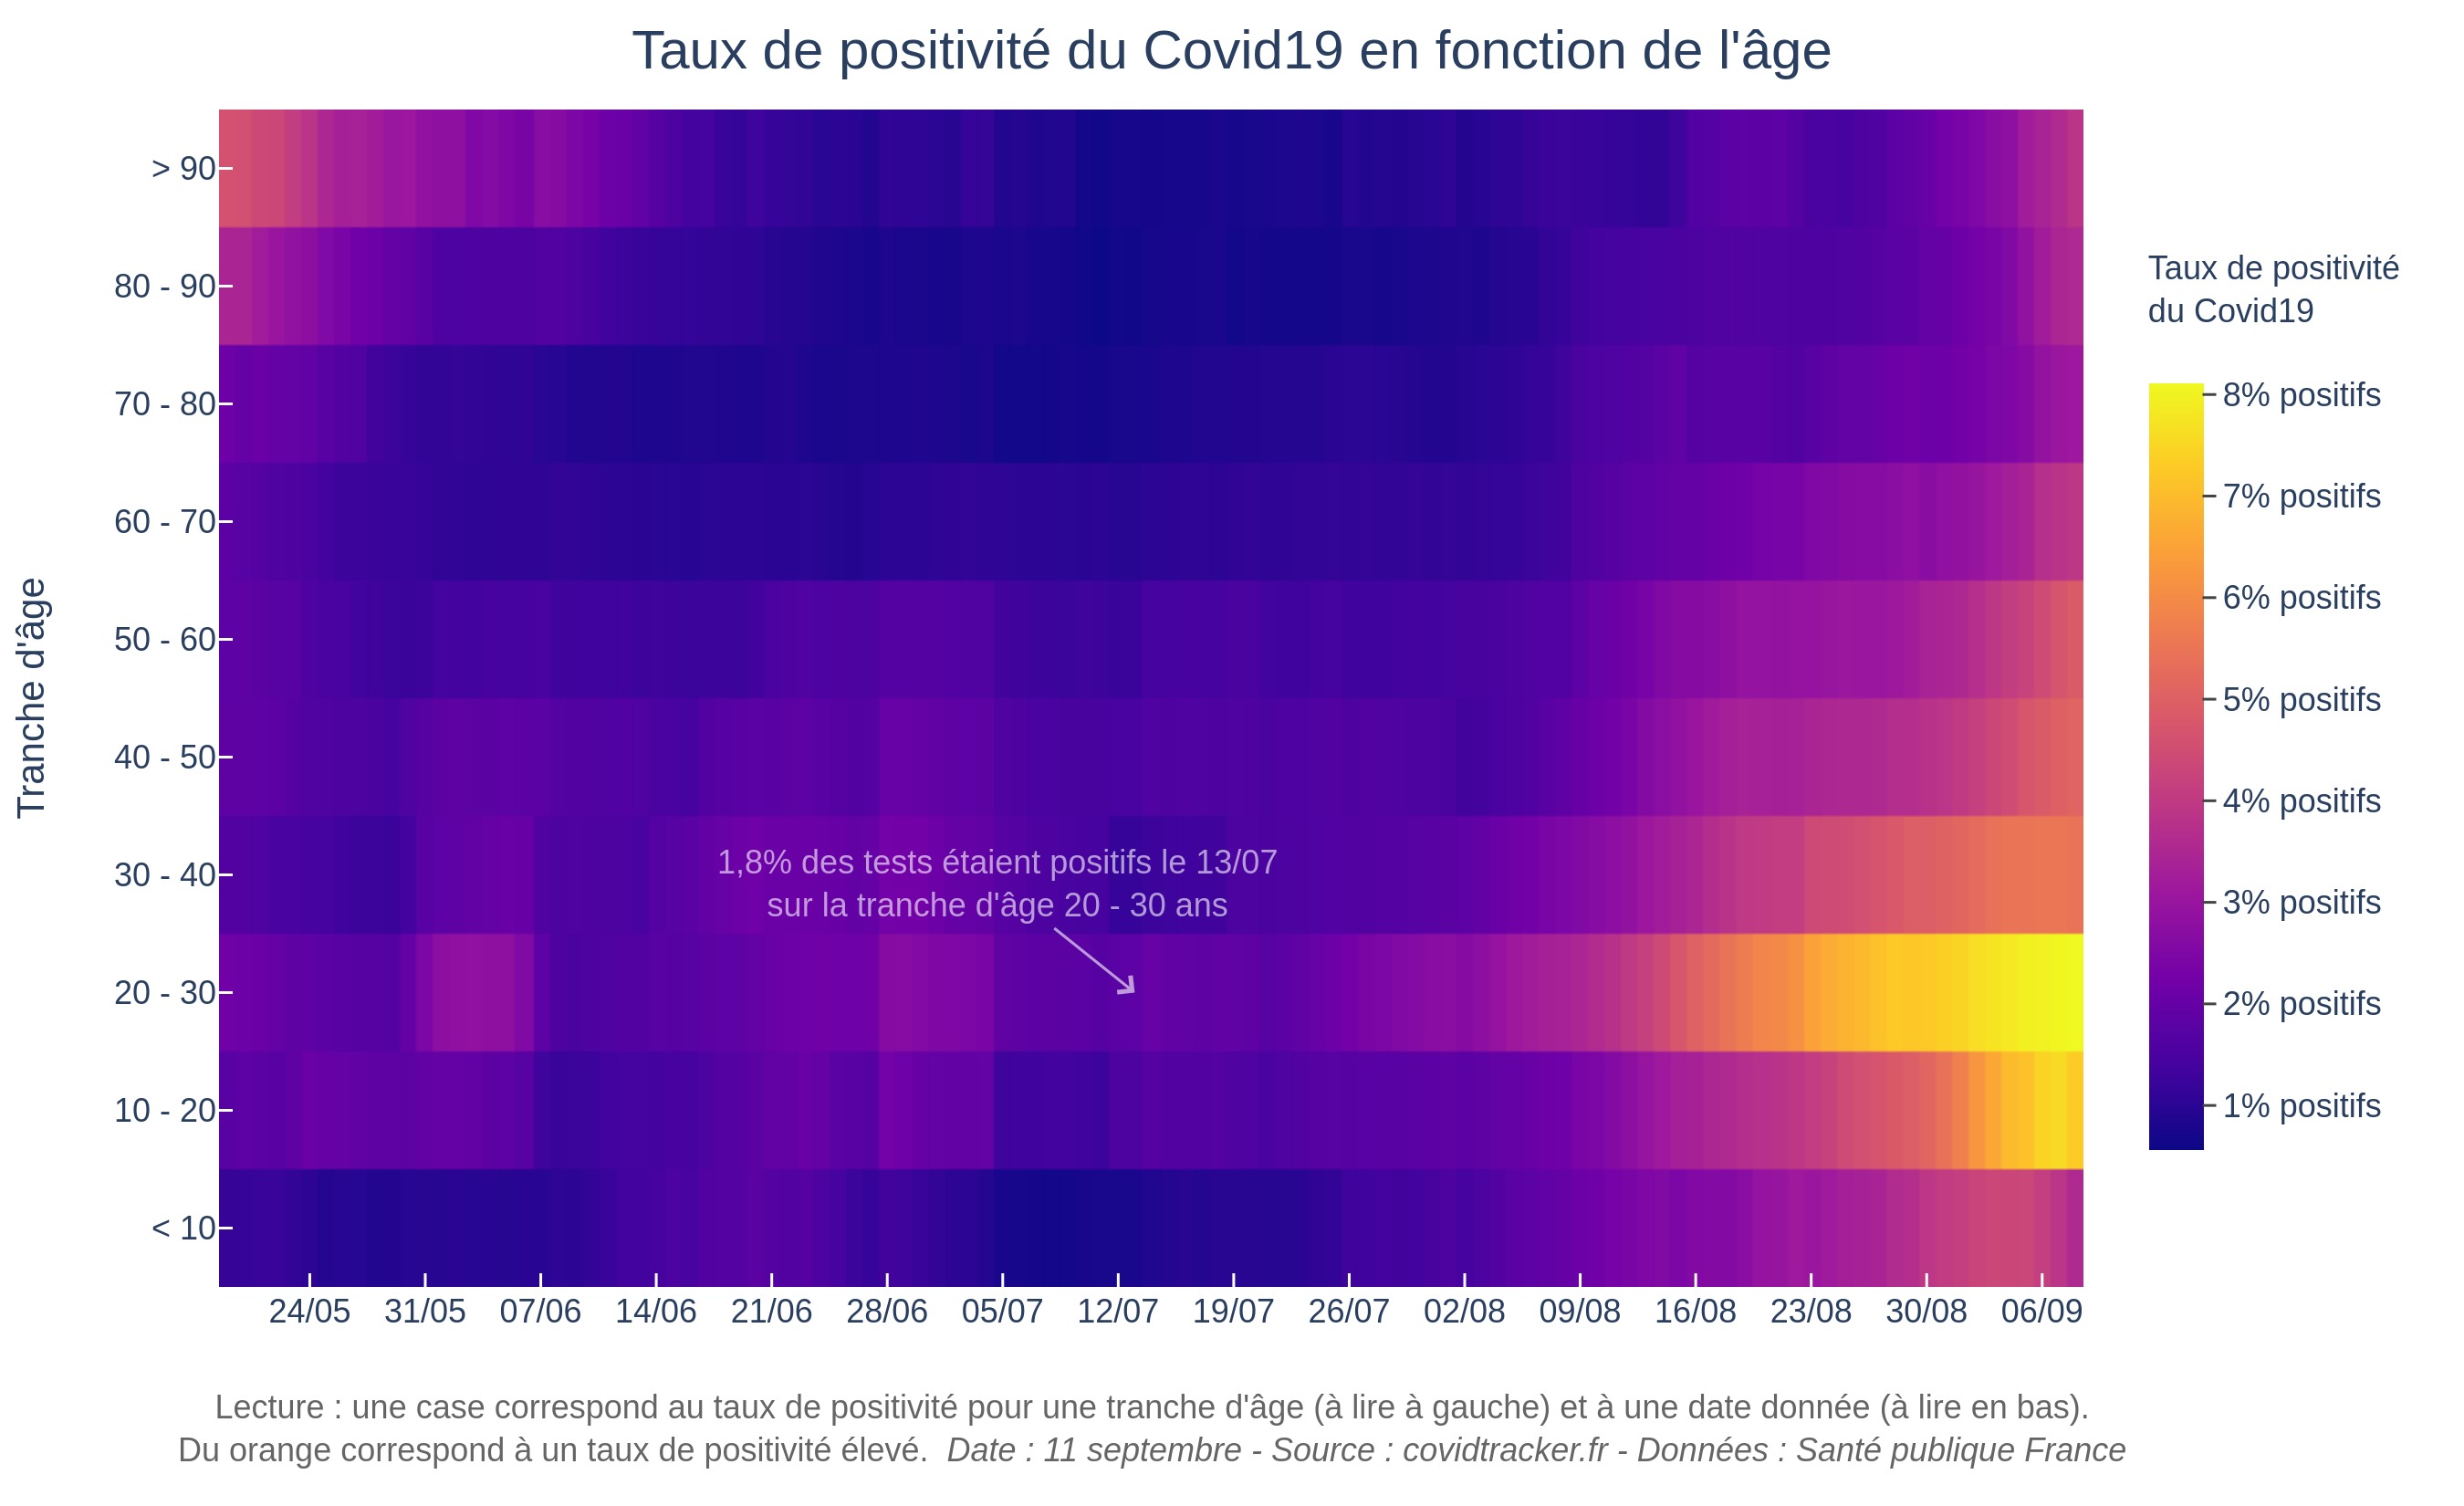 Taux de positivité du Covid19 en fonction de l'âge
Tranche d'âge
> 90
80 - 90
70 - 80
60 - 70
50 - 60
40 - 50
30 - 40
20 - 30
10 - 20
< 10
1,8% des tests étaient positifs le 13/07
sur la tranche d'âge 20 - 30 ans
24/05 31/05 07/06 14/06 21/06 28/06 05/07 12/07 19/07 26/07 02/08 09/08 16/08 23/08 30/08 06/09
Taux de positivité
du Covid19
8% positifs
7% positifs
6% positifs
5% positifs
4% positifs
3% positifs
2% positifs
1% positifs
Lecture : une case correspond au taux de positivité pour une tranche d'âge (à lire à gauche) et à une date donnée (à lire en bas).
Du orange correspond à un taux de positivité élevé. Date : 11 septembre - Source : covidtracker.fr - Données : Santé publique France